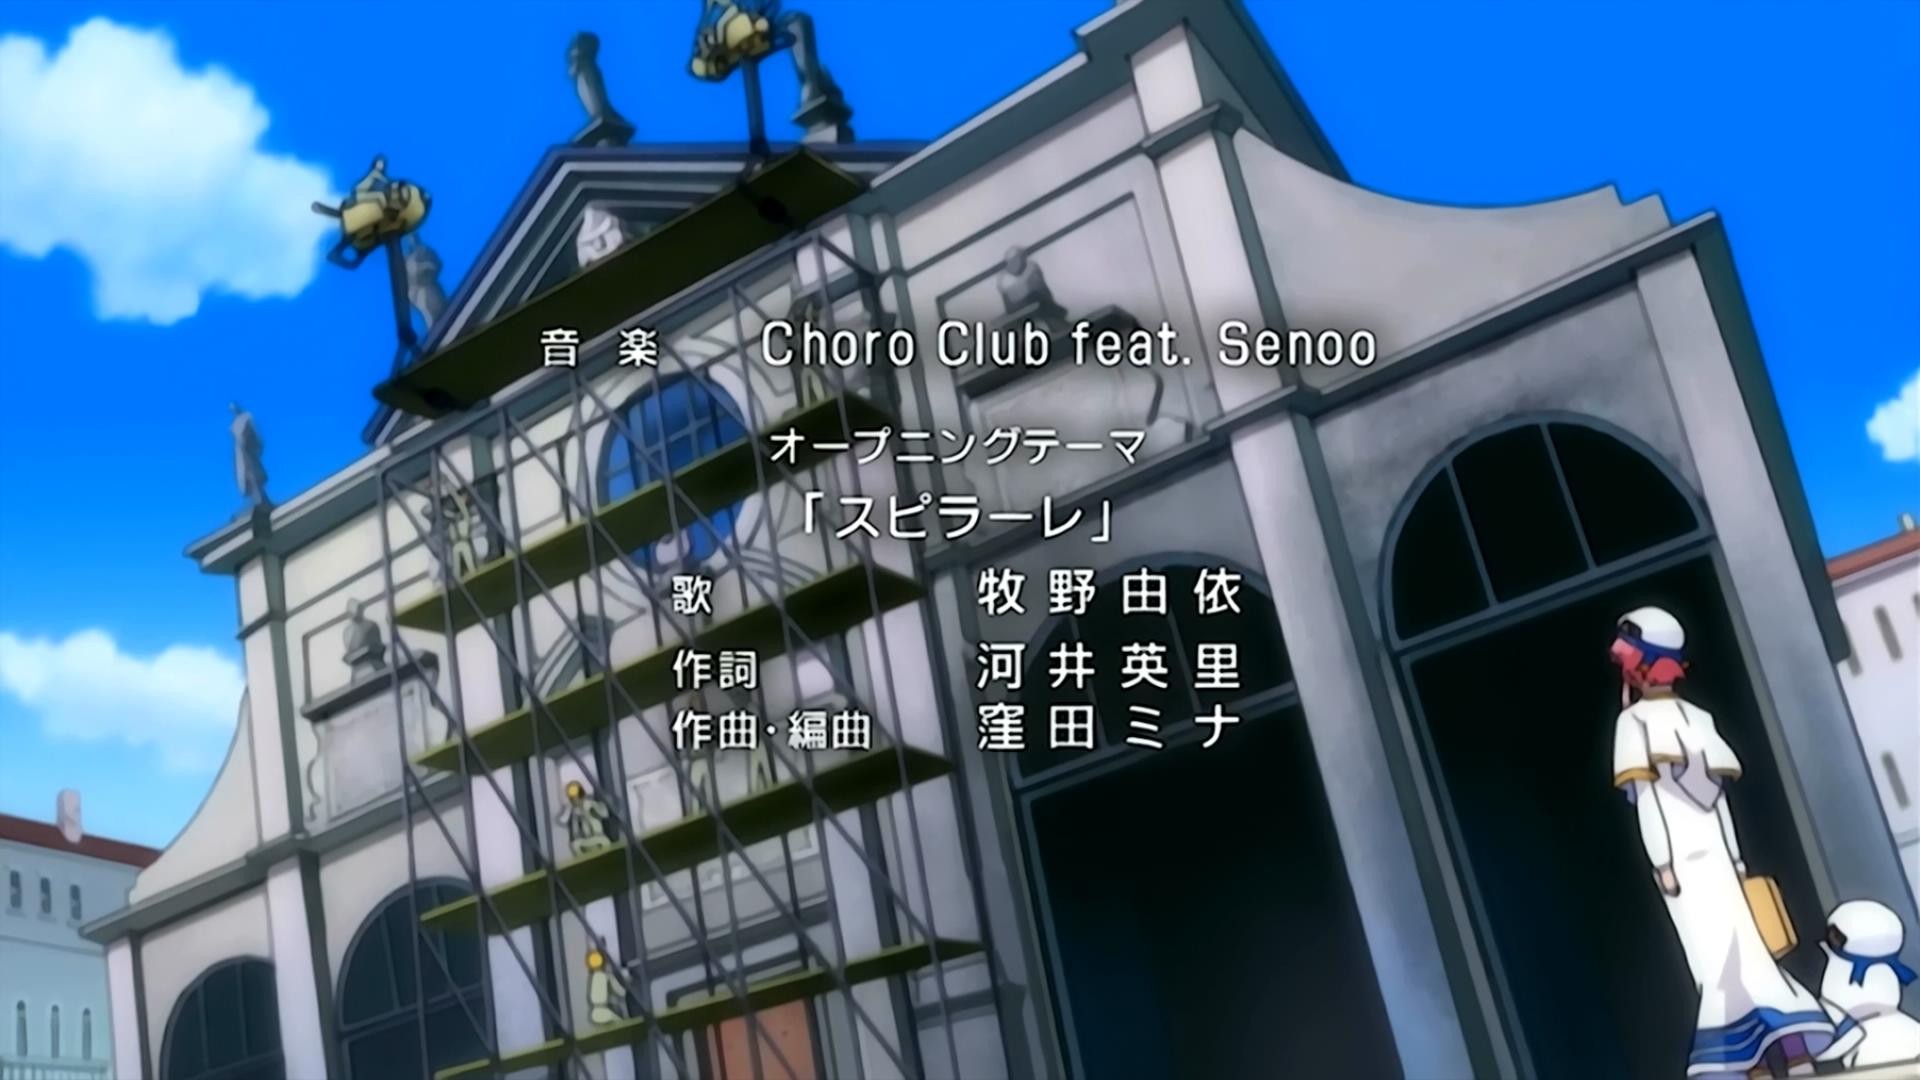 音楽 Choro Club feat. Senoo
オープニングテーマ
「スピラーレ」
歌 牧野由依
作詞 河井英里
作曲・編曲 窪田ミナ